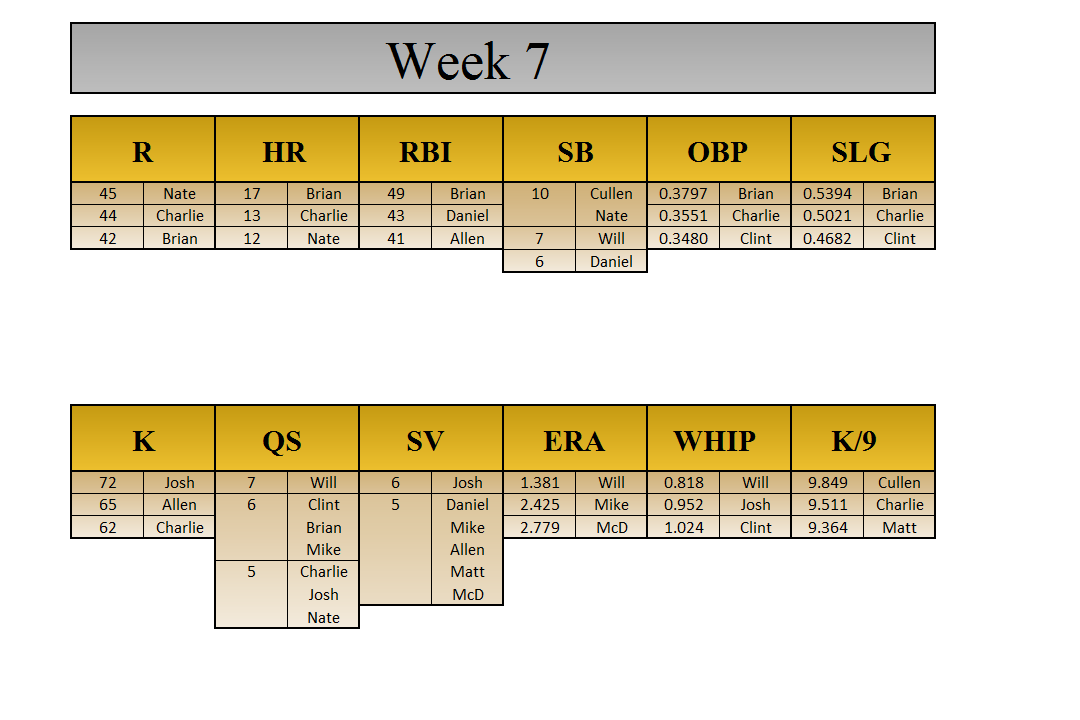 Week 7
R HR RBI SB OBP SLG
45 Nate 17 Brian 49 Brian 10 Cullen 0.3797 Brian 0.5394 Brian
44 Charlie 13 Charlie 43 Daniel Nate 0.3551 Charlie 0.5021 Charlie
42 Brian 12 Nate 41 Allen 7 Will 0.3480 Clint 0.4682 Clint
6 Daniel
K QS SV ERA WHIP K/9
72 Josh 7 Will 6 Josh 1.381 Will 0.818 Will 9.849 Cullen
65 Allen 6 Clint 5 Daniel 2.425 Mike 0.952 Josh 9.511 Charlie
62 Charlie Brian Mike 2.779 McD 1.024 Clint 9.364 Matt
Mike Allen
5 Charlie Matt
Josh McD
Nate